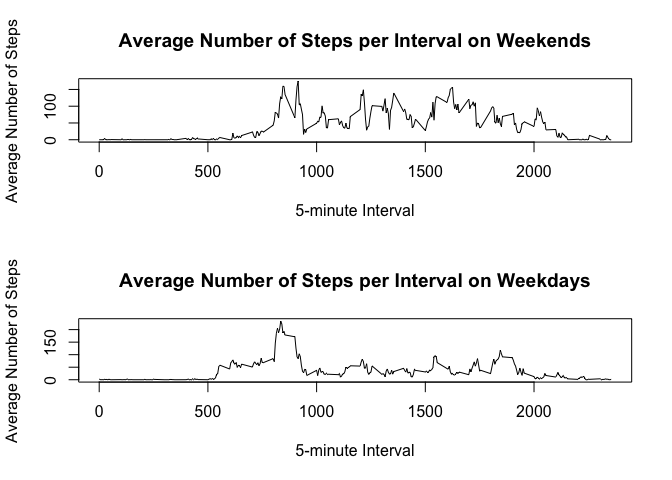 Average Number of Steps per Interval on Weekends
Average Number of Steps
100
0
0 500 1000 1500 2000
5-minute Interval
Average Number of Steps per Interval on Weekdays
Average Number of Steps
150
0
0 500 1000 1500 2000
5-minute Interval